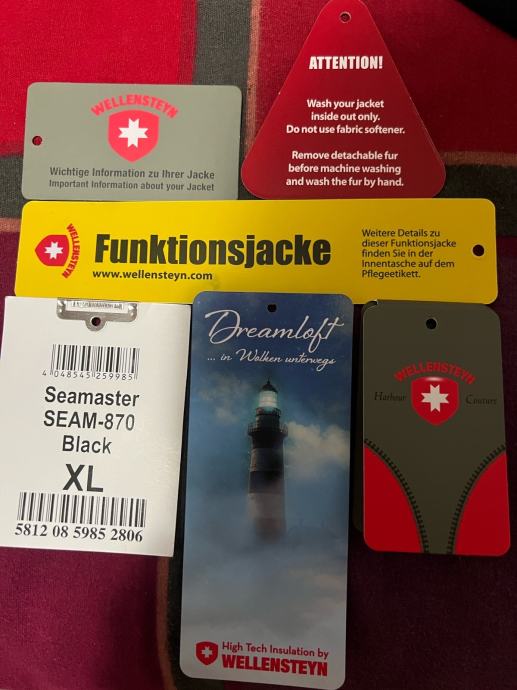 WELLENSTEYN
Wichtige Information zu Ihrer Jacke
Important Information about your Jacket
ATTENTION!
Wash your jacket
inside out only.
Do not use fabric softener.
Remove detachable fur
before machine washing
and wash the fur by hand.
WELLENSTEYN
Funktionsjacke
www.wellensteyn.com
Weitere Details zu
dieser Funktionsjacke
finden Sie in der
Innentasche auf dem
Pflegeetikett.
4 048545 259985
Seamaster
SEAM-870
Black
XL
5812 08 5985 2806
Dreamloft
... in Wolken unterwegs
High Tech Insulation by
WELLENSTEYN
WELLENSTEYN
Harbour Couture